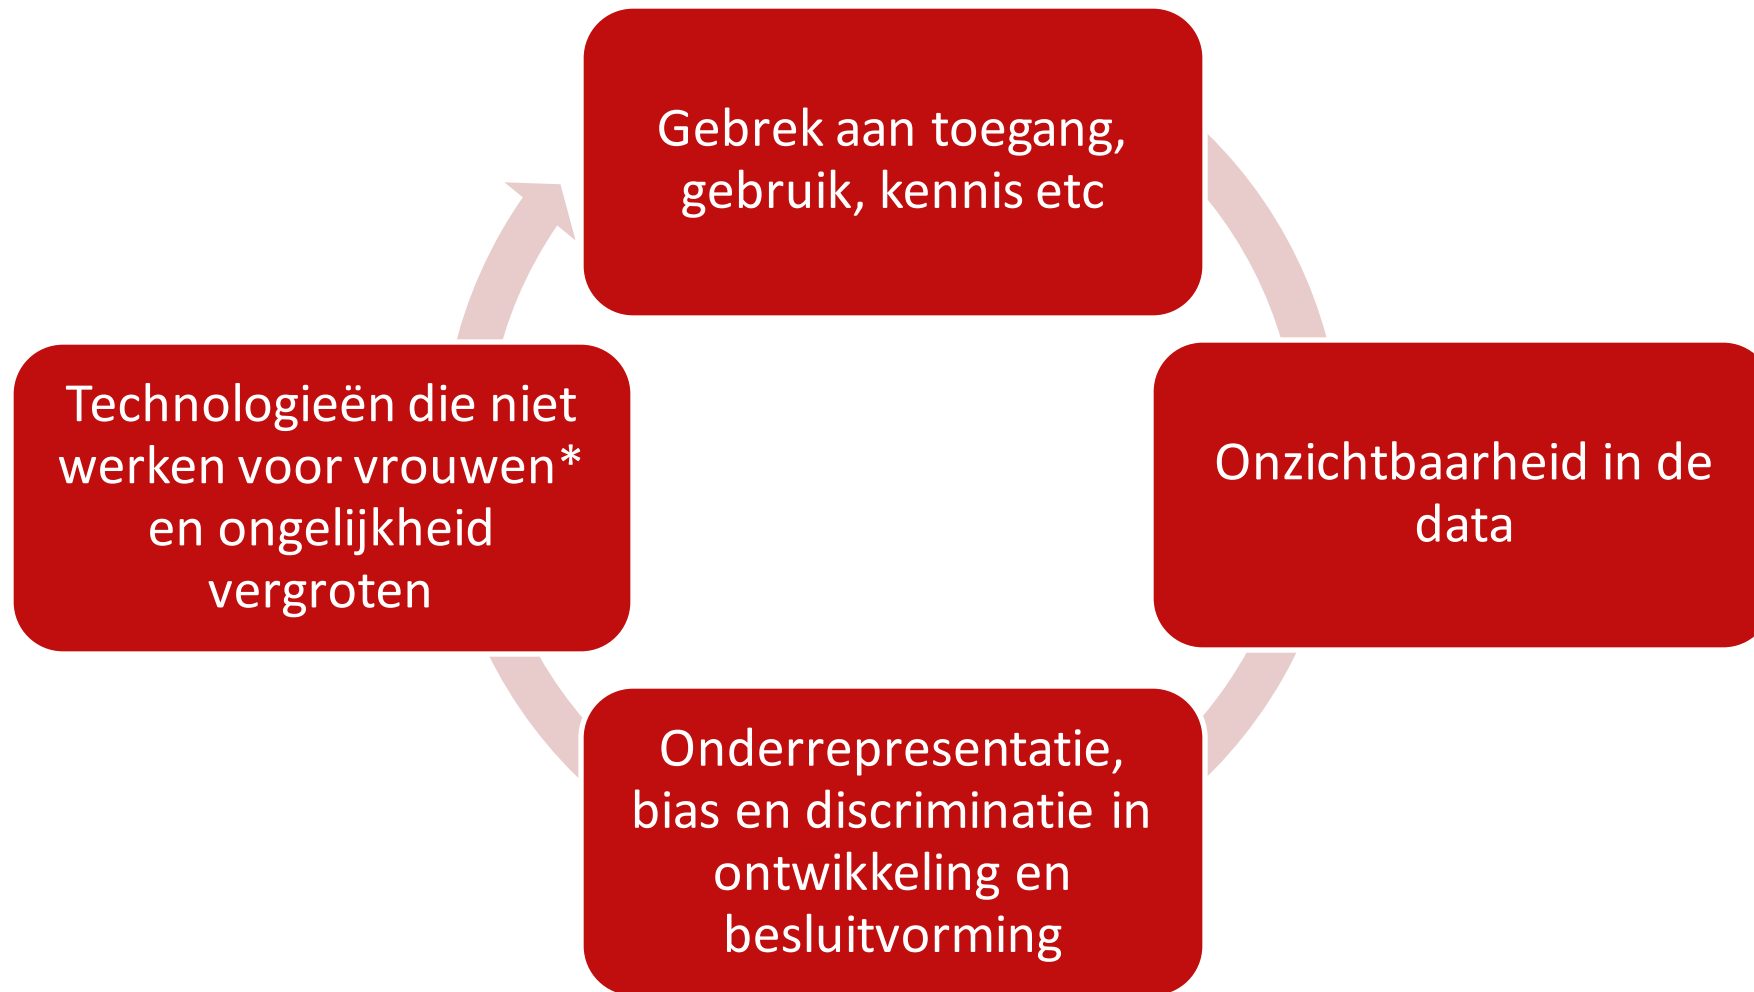 Gebrek aan toegang,
gebruik, kennis etc
Onzichtbaarheid in de
data
Onderrepresentatie,
bias en discriminatie in
ontwikkeling en
besluitvorming
Technologieën die niet
werken voor vrouwen*
en ongelijkheid
vergroten